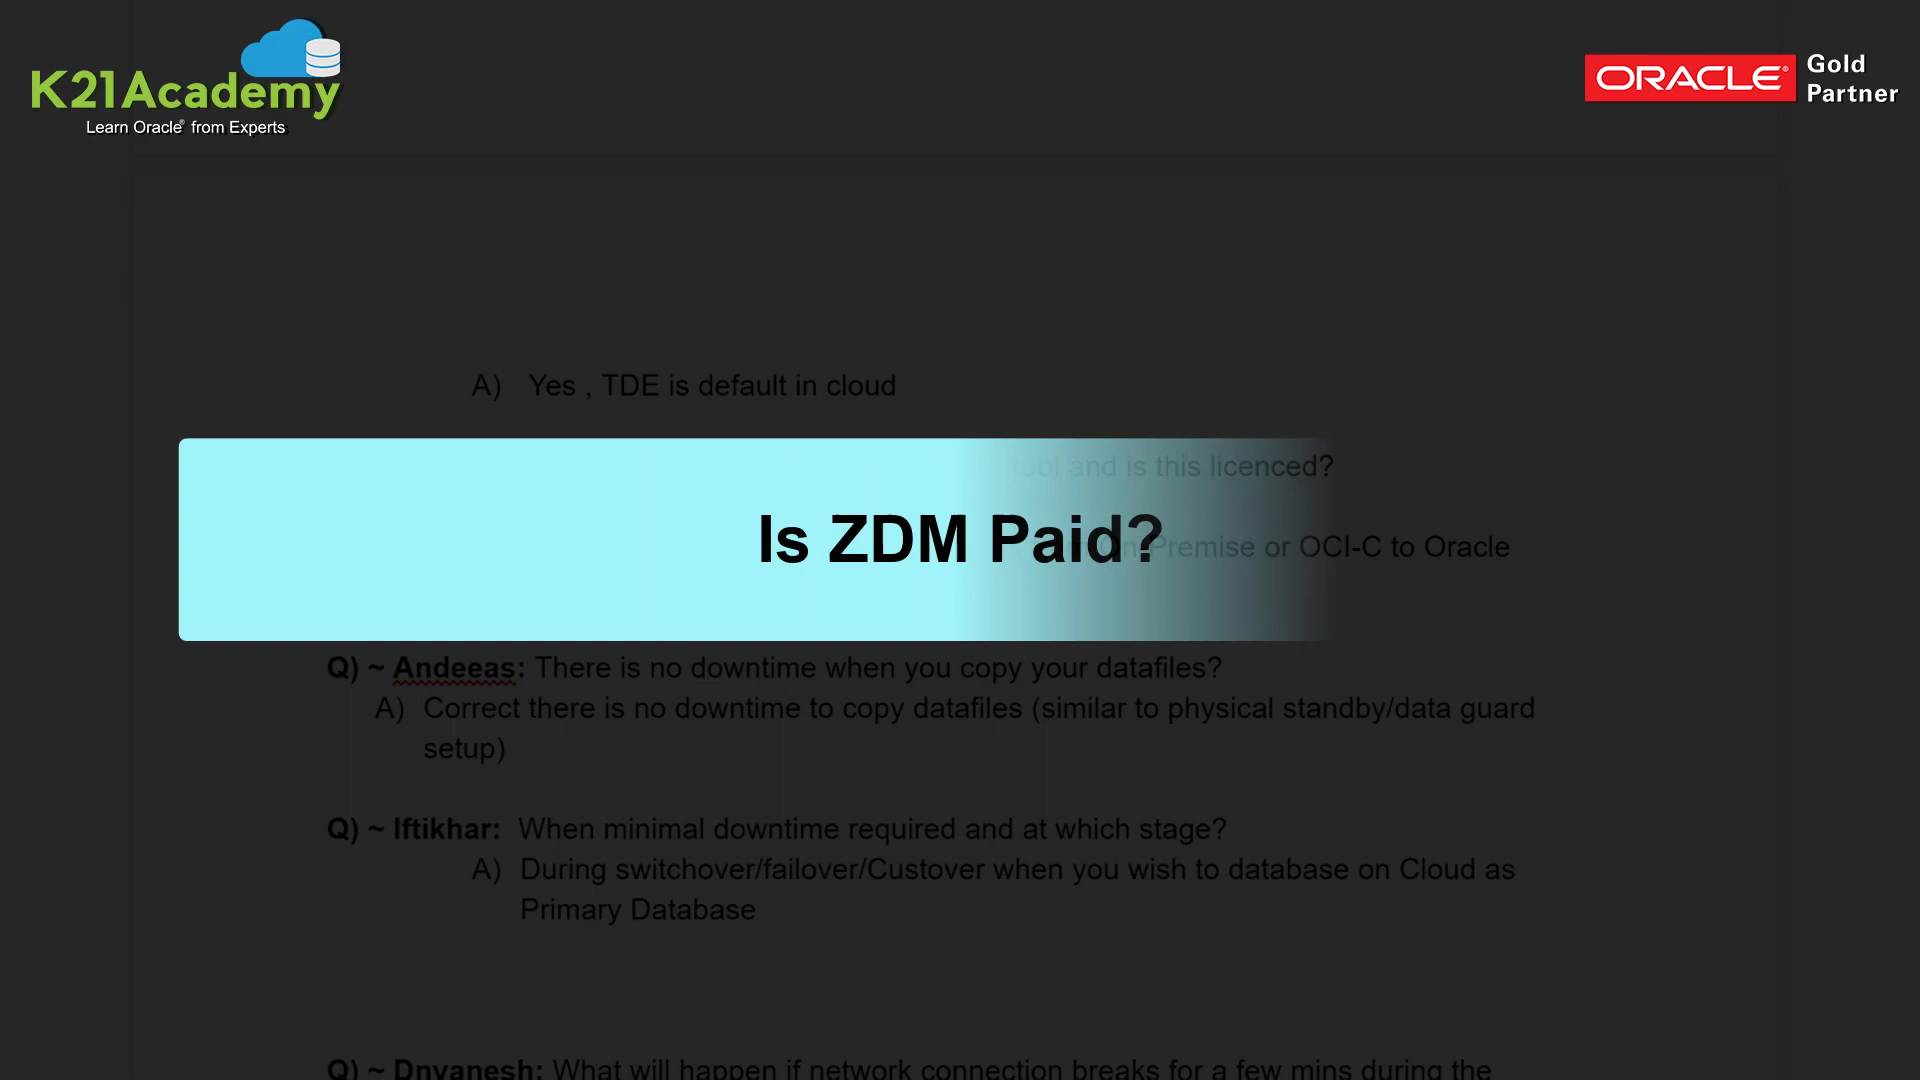 K21Academy
Learn Oracle® from Experts
ORACLE® Gold
Partner
A) Yes , TDE is default in cloud
tool and is this licenced?
Is ZDM Paid?
On-Premise or OCI-C to Oracle
Q) ~ Andeeas: There is no downtime when you copy your datafiles?
A) Correct there is no downtime to copy datafiles (similar to physical standby/data guard
setup)
Q) ~ Iftikhar: When minimal downtime required and at which stage?
A) During switchover/failover/Custover when you wish to database on Cloud as
Primary Database
Q) ~ Dnyanesh: What will happen if network connection breaks for a few mins during the